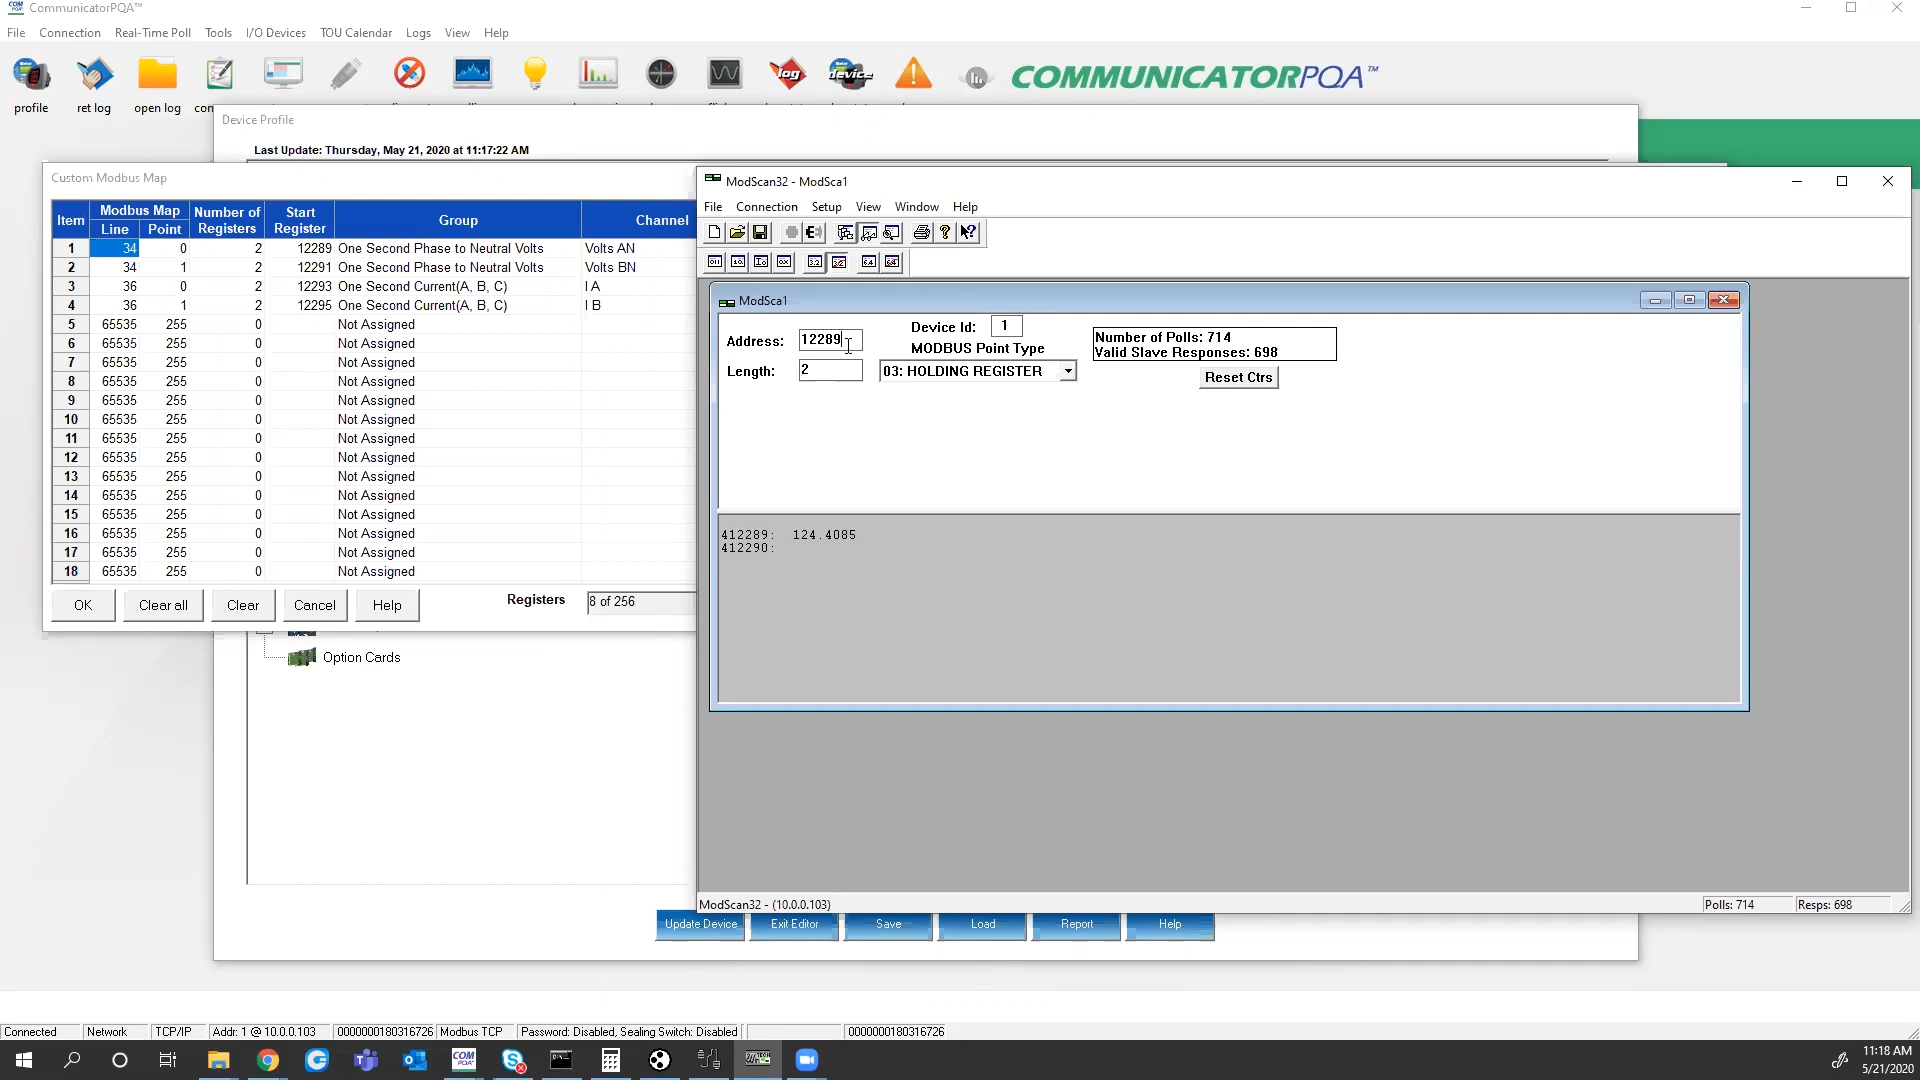 CommunicatorPQA™
File Connection Real-Time Poll Tools I/O Devices TOU Calendar Logs View Help
COMMUNICATORPQA™
profile ret log open log
Device Profile
Last Update: Thursday, May 21, 2020 at 11:17:22 AM
Custom Modbus Map
Item Modbus Map Number of Registers Start Register Group Channel
Line Point
1 34 0 2 12289 One Second Phase to Neutral Volts Volts AN
2 34 1 2 12291 One Second Phase to Neutral Volts Volts BN
3 36 0 2 12293 One Second Current(A, B, C) I A
4 36 1 2 12295 One Second Current(A, B, C) I B
5 65535 255 0 Not Assigned
6 65535 255 0 Not Assigned
7 65535 255 0 Not Assigned
8 65535 255 0 Not Assigned
9 65535 255 0 Not Assigned
10 65535 255 0 Not Assigned
11 65535 255 0 Not Assigned
12 65535 255 0 Not Assigned
13 65535 255 0 Not Assigned
14 65535 255 0 Not Assigned
15 65535 255 0 Not Assigned
16 65535 255 0 Not Assigned
17 65535 255 0 Not Assigned
18 65535 255 0 Not Assigned
OK Clear all Clear Cancel Help Registers 8 of 256
Option Cards
ModScan32 - ModSca1
File Connection Setup View Window Help
ModSca1
Address: 12289 Device Id: 1
MODBUS Point Type
Length: 2 03: HOLDING REGISTER
Number of Polls: 714
Valid Slave Responses: 698
Reset Ctrs
412289: 124.4085
412290:
ModScan32 - (10.0.0.103) Polls: 714 Resps: 698
Update Device Exit Editor Save Load Report Help
Connected Network TCP/IP Addr: 1 @ 10.0.0.103 0000000180316726 Modbus TCP Password: Disabled, Sealing Switch: Disabled 0000000180316726
11:18 AM
5/21/2020